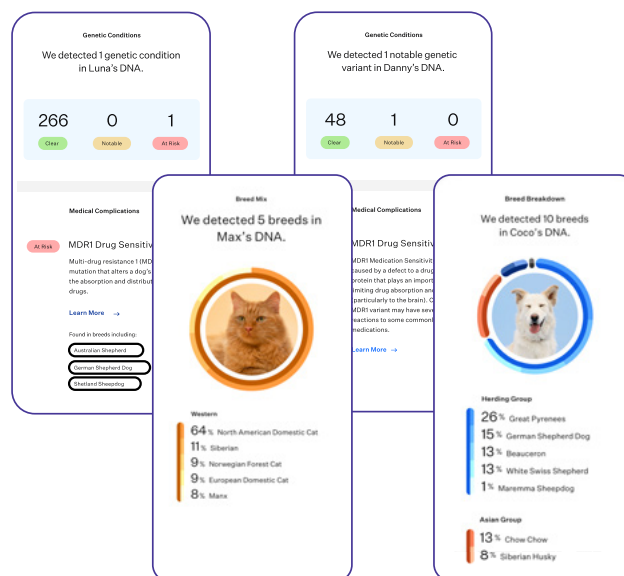 Genetic Conditions
We detected 1 genetic condition
in Luna's DNA.
266
0
1
Clear
Notable
At Risk
Medical Complications
At Risk
MDR1 Drug
Multi-drug resistance 1
mutation that alters a dog's
the absorption and
drugs.
Learn More →
Found in breeds including:
Australian Shepherd
German Shepherd Dog
Shetland Sheepdog
Genetic Conditions
We detected 1 notable genetic
variant in Danny's DNA.
48
1
0
Clear
Notable
At Risk
Medical Complications
MDR1 Drug
MDR1 Medication
caused by a defect to a drug
protein that plays an
limiting drug absorption
particularly to the brain).
MDR1 variant may have
reactions to some
medications.
Learn More →
Breed Mix
We detected 5 breeds in
Max's DNA.
Western
64% North American Domestic Cat
11% Siberian
9% Norwegian Forest Cat
9% European Domestic Cat
8% Manx
Breed Breakdown
We detected 10 breeds
in Coco's DNA.
Herding Group
26% Great Pyrenees
15% German Shepherd Dog
13% Beauceron
13% White Swiss Shepherd
1% Maremma Sheepdog
Asian Group
13% Chow Chow
8% Siberian Husky